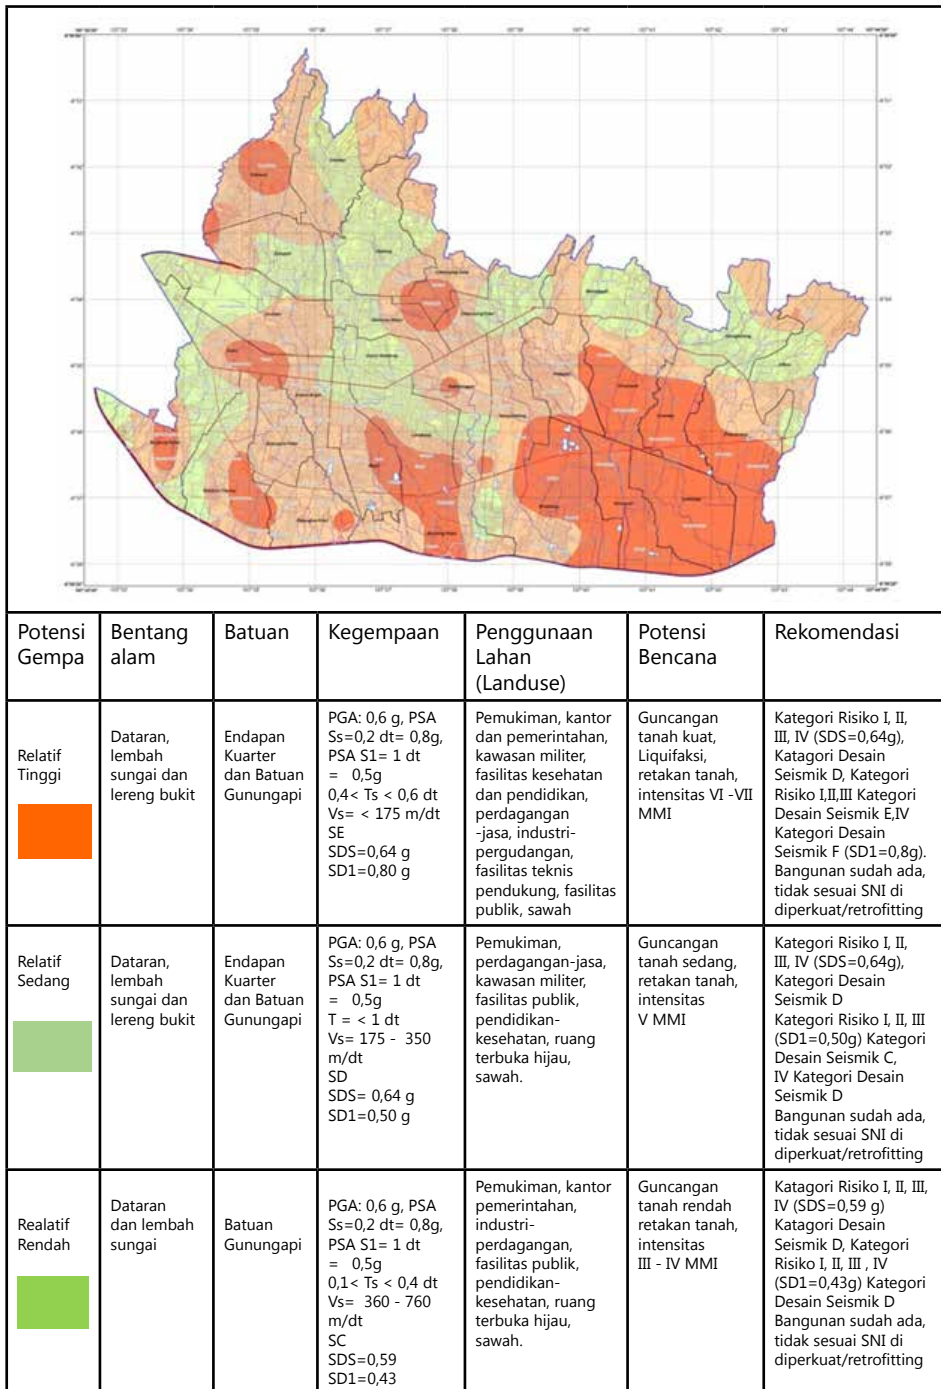 Potensi
Gempa
Bentang
alam
Batuan
Kegempaan
Penggunaan
Lahan
(Landuse)
Potensi
Bencana
Rekomendasi
Relatif
Tinggi
Dataran,
lembah
sungai dan
lereng bukit
Endapan
Kuarter
dan Batuan
Gunungapi
PGA: 0,6 g, PSA
Ss=0,2 dt= 0,8g,
PSA S1= 1 dt
= 0,5g
0,4< Ts < 0,6 dt
Vs= < 175 m/dt
SE
SDS=0,64 g
SD1=0,80 g
Pemukiman, kantor
dan pemerintahan,
kawasan militer,
fasilitas kesehatan
dan pendidikan,
perdagangan
-jasa, industri-
pergudangan,
fasilitas teknis
pendukung, fasilitas
publik, sawah
Guncangan
tanah kuat,
Liquifaksi,
retakan tanah,
intensitas VI -VII
MMI
Kategori Risiko I, II,
III, IV (SDS=0,64g),
Katagori Desain
Seismik D, Kategori
Risiko I,II,III Kategori
Desain Seismik E,IV
Kategori Desain
Seismik F (SD1=0,8g).
Bangunan sudah ada,
tidak sesuai SNI di
diperkuat/retrofitting
Relatif
Sedang
Dataran,
lembah
sungai dan
lereng bukit
Endapan
Kuarter
dan Batuan
Gunungapi
PGA: 0,6 g, PSA
Ss=0,2 dt= 0,8g,
PSA S1= 1 dt
= 0,5g
T = < 1 dt
Vs= 175 - 350
m/dt
SD
SDS= 0,64 g
SD1=0,50 g
Pemukiman,
perdagangan-jasa,
kawasan militer,
fasilitas publik,
pendidikan-
kesehatan, ruang
terbuka hijau,
sawah.
Guncangan
tanah sedang,
retakan tanah,
intensitas
V MMI
Kategori Risiko I, II,
III, IV (SDS=0,64g),
Kategori Desain
Seismik D
Kategori Risiko I, II, III
(SD1=0,50g) Kategori
Desain Seismik C,
IV Kategori Desain
Seismik D
Bangunan sudah ada,
tidak sesuai SNI di
diperkuat/retrofitting
Realatif
Rendah
Dataran
dan lembah
sungai
Batuan
Gunungapi
PGA: 0,6 g, PSA
Ss=0,2 dt= 0,8g,
PSA S1= 1 dt
= 0,5g
0,1< Ts < 0,4 dt
Vs= 360 - 760
m/dt
SC
SDS=0,59
SD1=0,43
Pemukiman, kantor
pemerintahan,
industri-
perdagangan,
fasilitas publik,
pendidikan-
kesehatan, ruang
terbuka hijau,
sawah.
Guncangan
tanah rendah
retakan tanah,
intensitas
III - IV MMI
Katagori Risiko I, II, III,
IV (SDS=0,59 g)
Katagori Desain
Seismik D, Kategori
Risiko I, II, III , IV
(SD1=0,43g) Kategori
Desain Seismik D
Bangunan sudah ada,
tidak sesuai SNI di
diperkuat/retrofitting